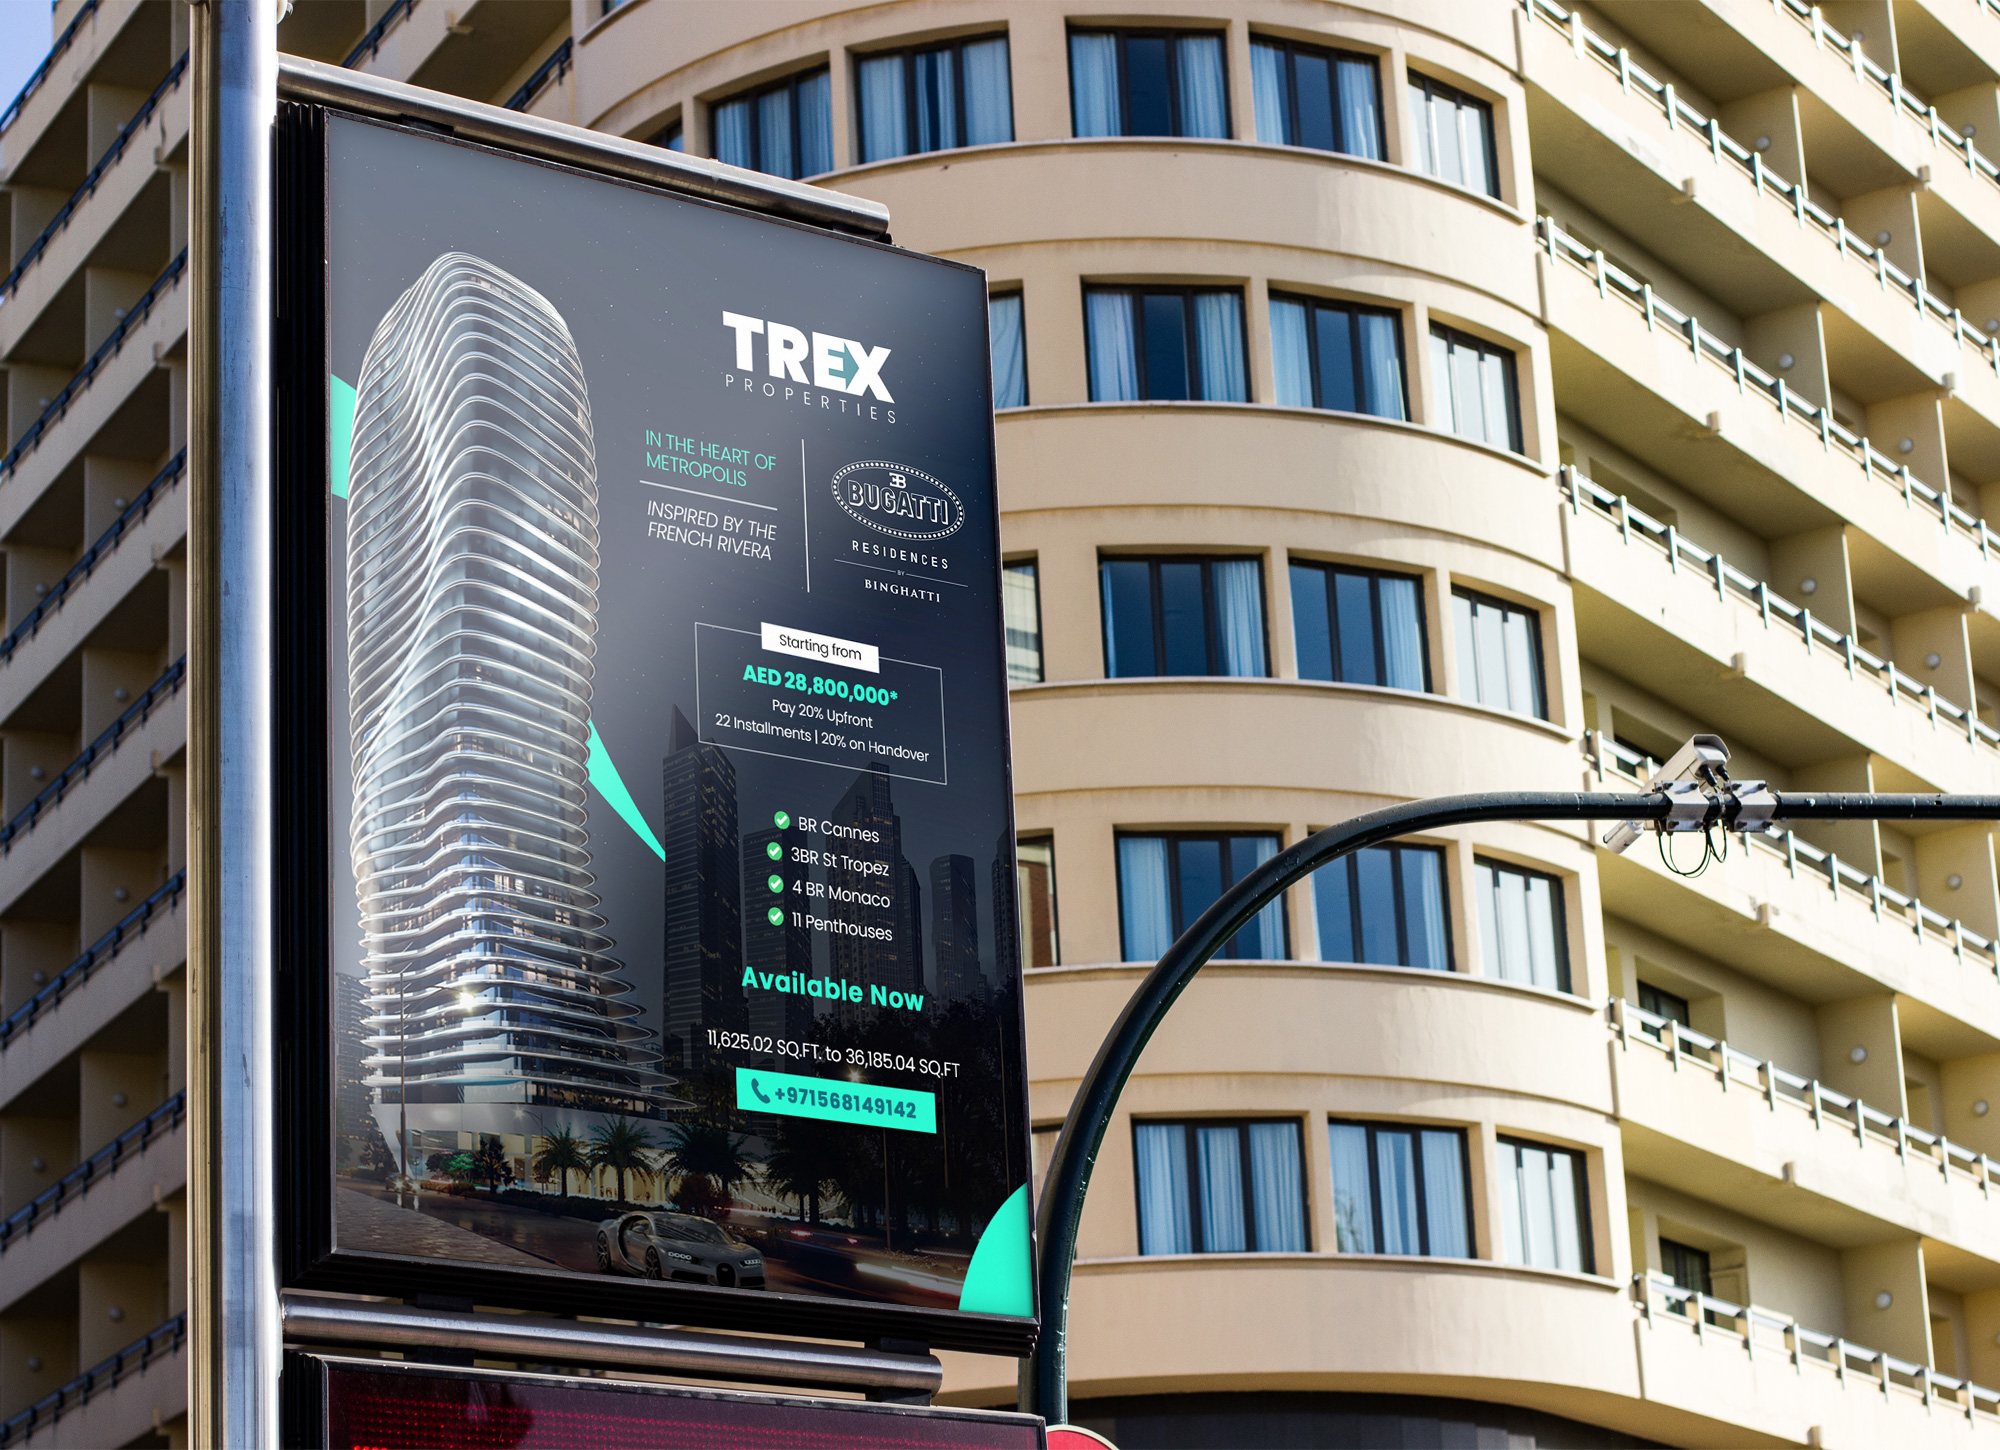 TREX
PROPERTIES
IN THE HEART OF
METROPOLIS
INSPIRED BY THE
FRENCH RIVERA
EB
BUGATTI
RESIDENCES
BY
BINGHATTI
Starting from
AED 28,800,000*
Pay 20% Upfront
22 Installments | 20% on Handover
BR Cannes
3BR St Tropez
4 BR Monaco
11 Penthouses
Available Now
11,625.02 SQ.FT. to 36,185.04 SQ.FT
+971568149142